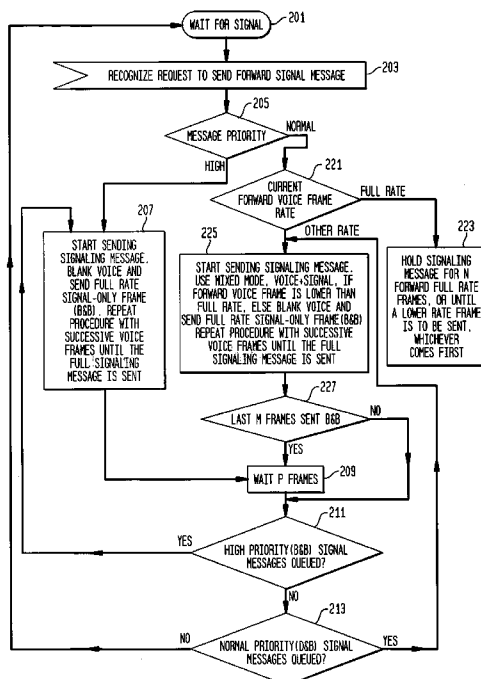 WAIT FOR SIGNAL
201
RECOGNIZE REQUEST TO SEND FORWARD SIGNAL MESSAGE
203
205
MESSAGE PRIORITY
NORMAL
HIGH
221
CURRENT
FORWARD VOICE FRAME
RATE
FULL RATE
OTHER RATE
207
START SENDING
SIGNALING MESSAGE.
BLANK VOICE AND
SEND FULL RATE
SIGNAL-ONLY FRAME
(B&B). REPEAT
PROCEDURE WITH
SUCCESSIVE VOICE
FRAMES UNTIL THE
FULL SIGNALING
MESSAGE IS SENT
225
START SENDING SIGNALING MESSAGE.
USE MIXED MODE, VOICE+SIGNAL, IF
FORWARD VOICE FRAME IS LOWER THAN
FULL RATE, ELSE BLANK VOICE AND
SEND FULL RATE SIGNAL-ONLY FRAME(B&B)
REPEAT PROCEDURE WITH SUCCESSIVE
VOICE FRAMES UNTIL THE FULL
SIGNALING MESSAGE IS SENT
223
HOLD SIGNALING
MESSAGE FOR N
FORWARD FULL RATE
FRAMES, OR UNTIL
A LOWER RATE FRAME
IS TO BE SENT,
WHICHEVER
COMES FIRST
227
LAST M FRAMES SENT B&B
NO
YES
WAIT P FRAMES
209
211
YES
HIGH PRIORITY(B&B) SIGNAL
MESSAGES QUEUED?
NO
213
NO
NORMAL PRIORITY(D&B) SIGNAL
MESSAGES QUEUED?
YES